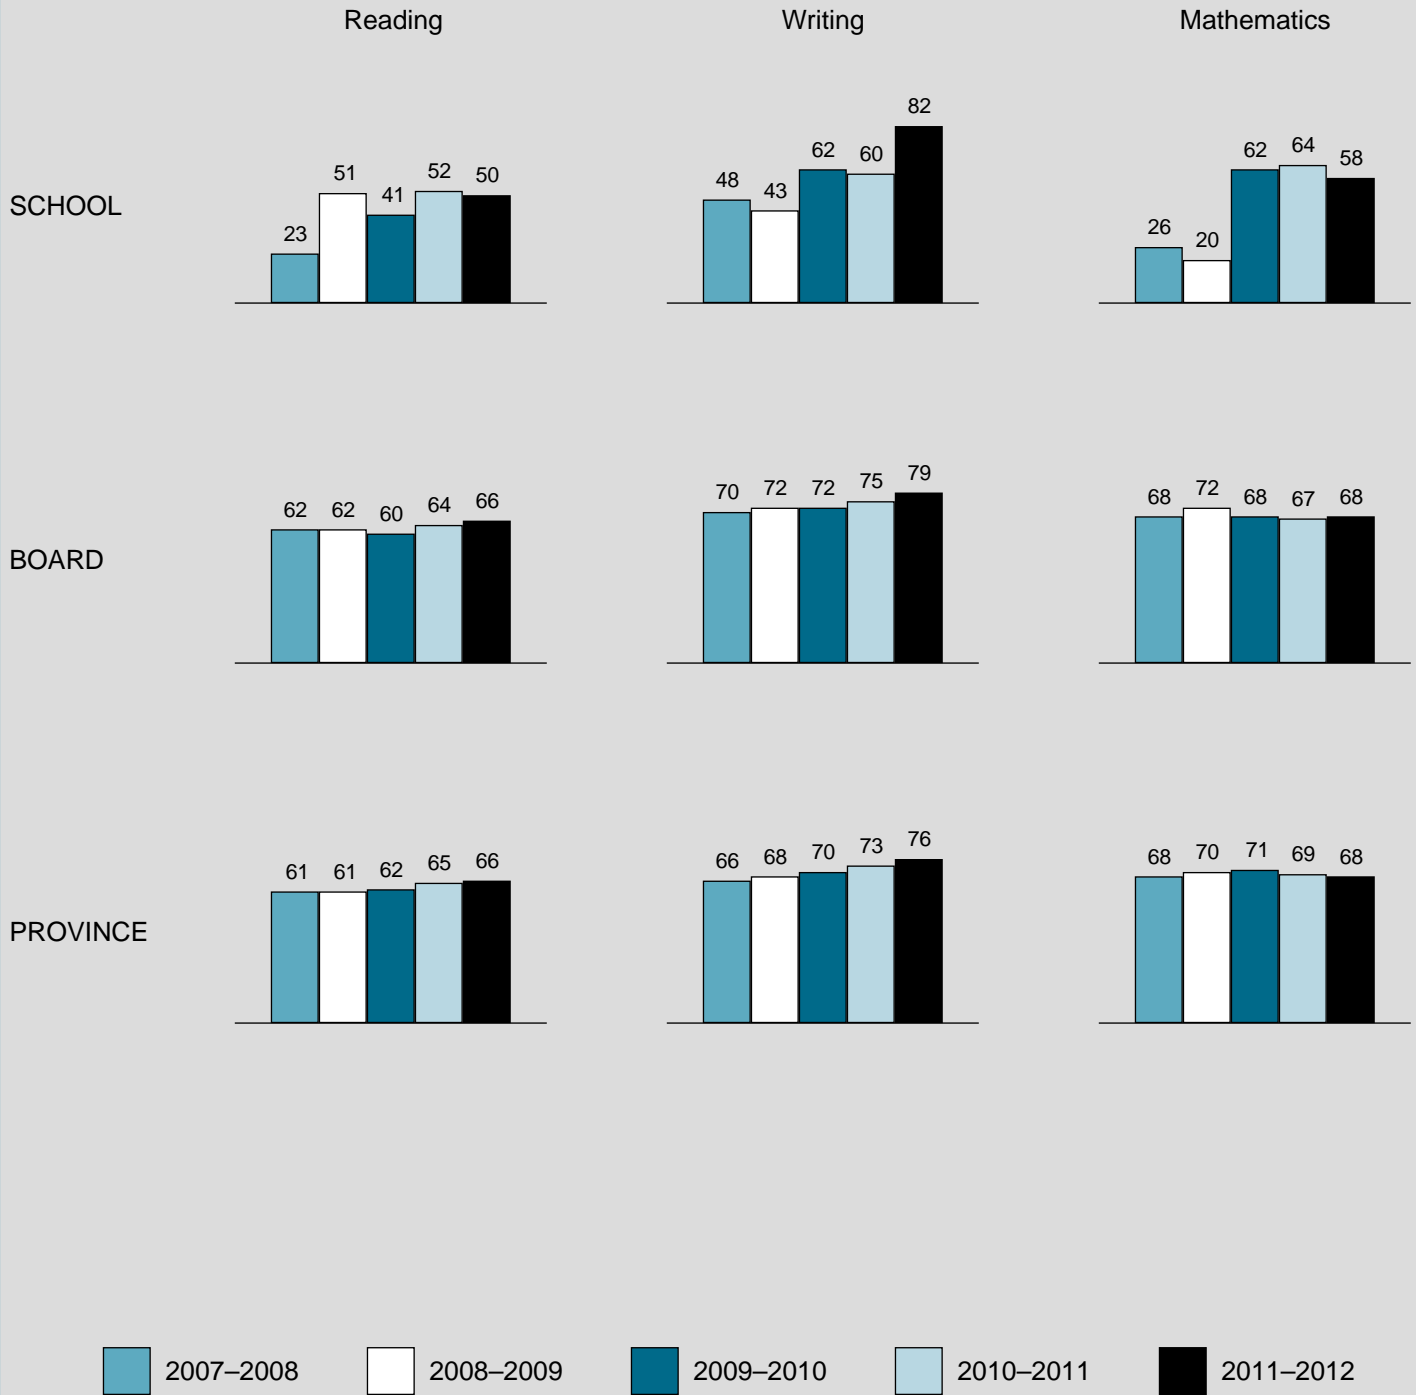 Reading Writing Mathematics
SCHOOL
23 51 41 52 50
48 43 62 60 82
26 20 62 64 58
BOARD
62 62 60 64 66
70 72 72 75 79
68 72 68 67 68
PROVINCE
61 61 62 65 66
66 68 70 73 76
68 70 71 69 68
2007–2008 2008–2009 2009–2010 2010–2011 2011–2012